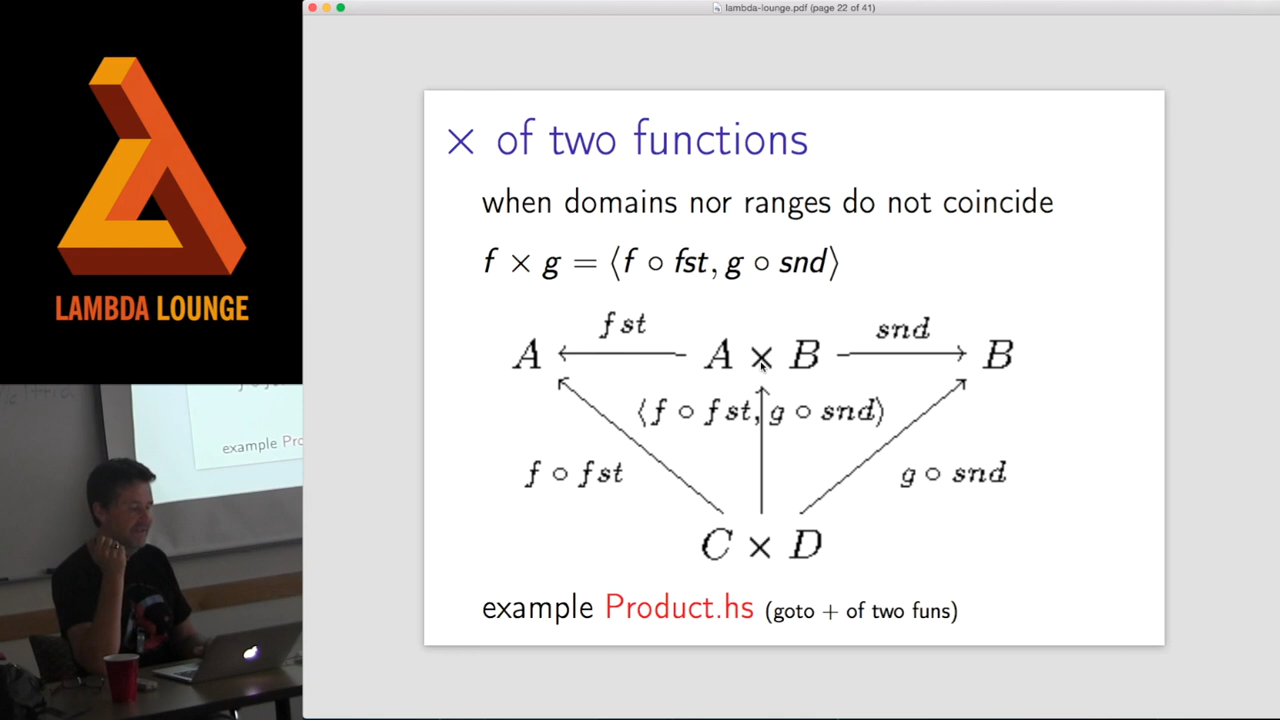 lambda-lounge.pdf (page 22 of 41)
LAMBDA LOUNGE
× of two functions
when domains nor ranges do not coincide
f × g = ⟨f ∘ fst, g ∘ snd⟩
fst
snd
A
A × B
B
⟨f ∘ fst, g ∘ snd⟩
f ∘ fst
g ∘ snd
C × D
example Product.hs (goto + of two funs)
example Pro